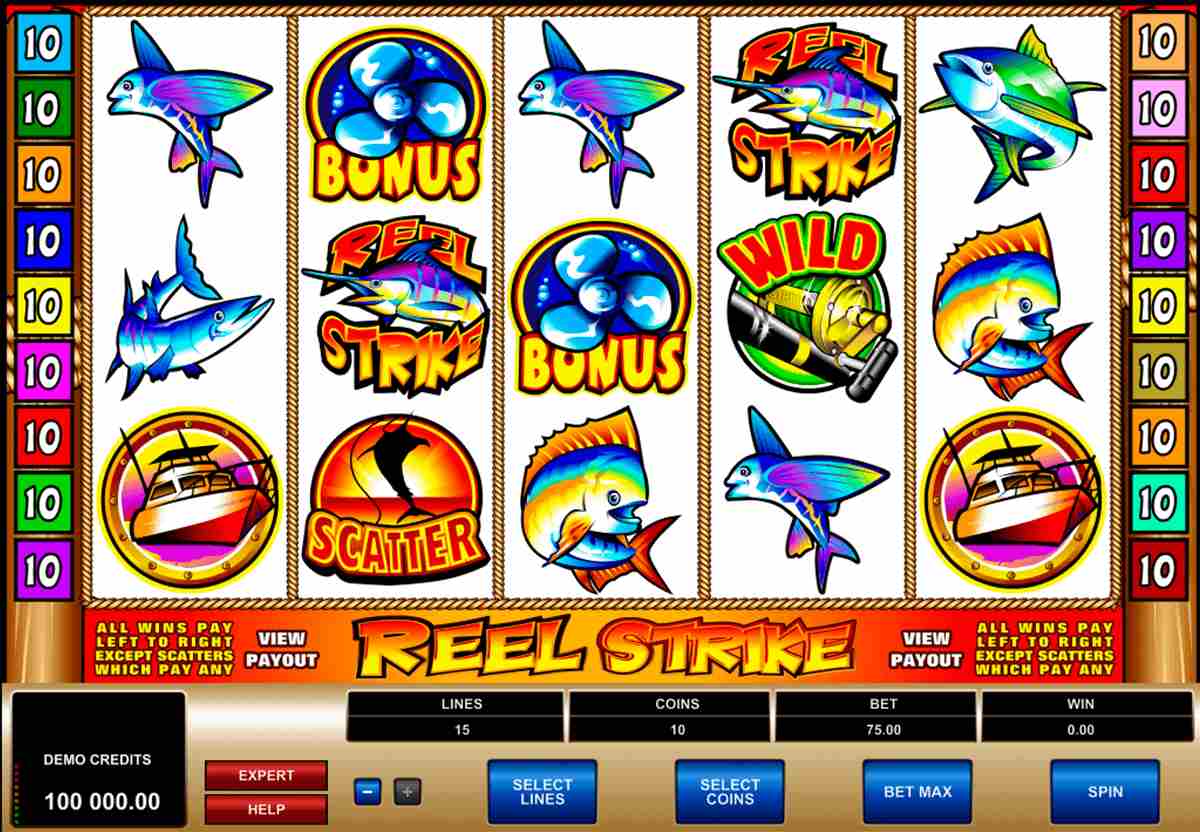 10
10
10
10
10
10
10
10
10
BONUS
REEL
STRIKE
REEL
STRIKE
BONUS
WILD
SCATTER
10
10
10
10
10
10
10
10
10
ALL WINS PAY
LEFT TO RIGHT
EXCEPT SCATTERS
WHICH PAY ANY
VIEW
PAYOUT
REEL STRIKE
VIEW
PAYOUT
ALL WINS PAY
LEFT TO RIGHT
EXCEPT SCATTERS
WHICH PAY ANY
DEMO CREDITS
100 000.00
EXPERT
HELP
LINES
15
COINS
10
BET
75.00
WIN
0.00
−
+
SELECT
LINES
SELECT
COINS
BET MAX
SPIN